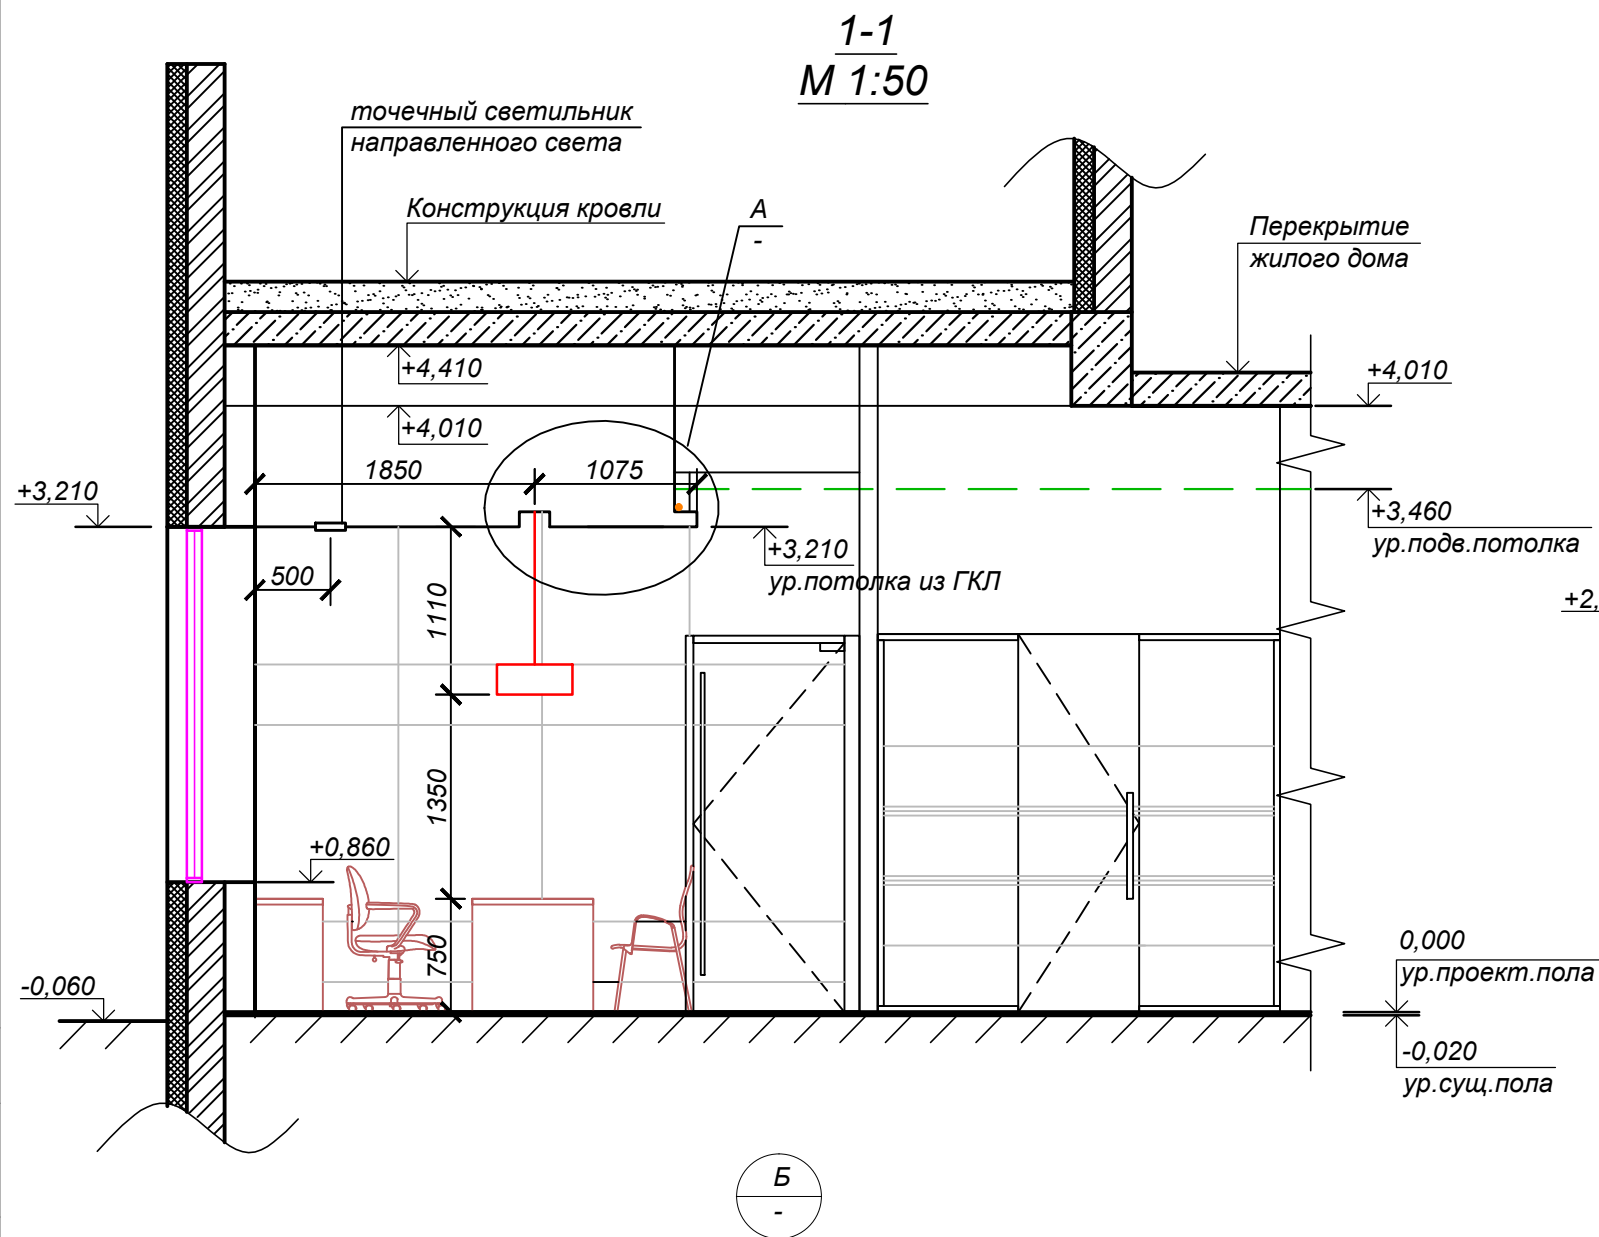 1-1
М 1:50
точечный светильник
направленного света
Конструкция кровли
А
-
Перекрытие
жилого дома
+4,410
+4,010
+4,010
1850
1075
+3,210
+3,460
ур.подв.потолка
+3,210
ур.потолка из ГКЛ
500
1110
+2,
1350
+0,860
750
0,000
ур.проект.пола
-0,060
-0,020
ур.сущ.пола
Б
-